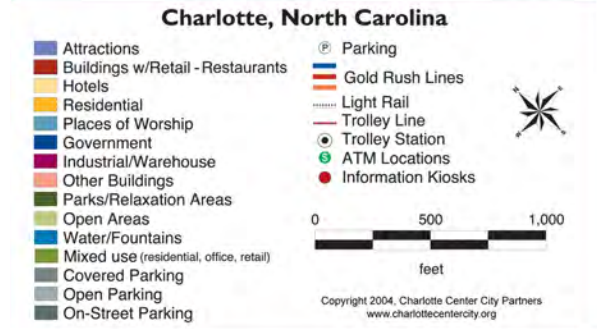 Charlotte, North Carolina
Attractions
Buildings w/Retail - Restaurants
Hotels
Residential
Places of Worship
Government
Industrial/Warehouse
Other Buildings
Parks/Relaxation Areas
Open Areas
Water/Fountains
Mixed use (residential, office, retail)
Covered Parking
Open Parking
On-Street Parking
P Parking
Gold Rush Lines
Light Rail
Trolley Line
Trolley Station
S ATM Locations
Information Kiosks
0 500 1,000
feet
Copyright 2004, Charlotte Center City Partners
www.charlottecentercity.org